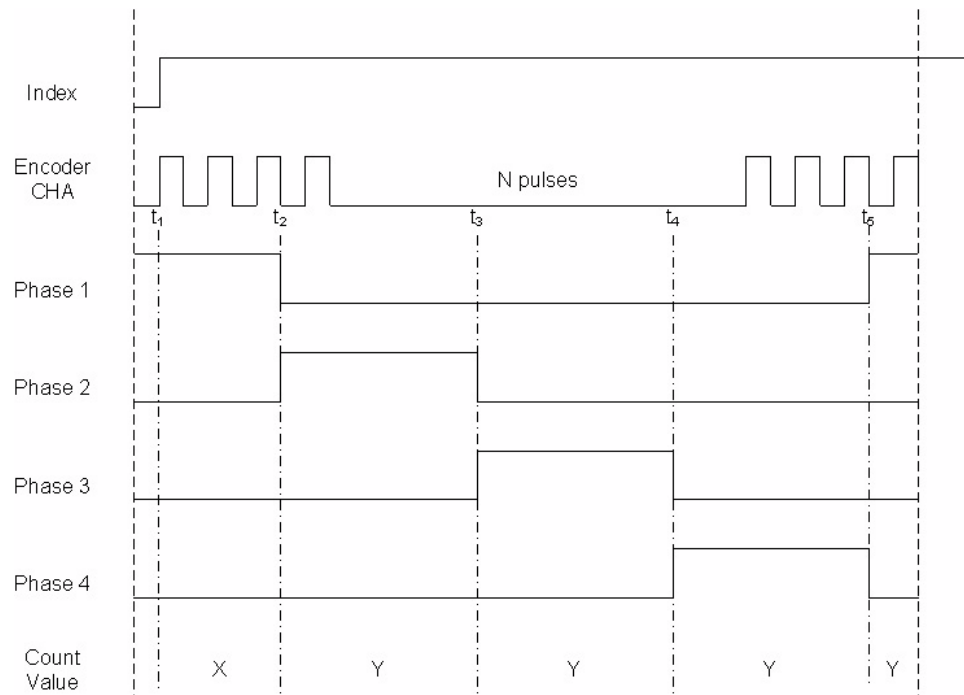 Index
Encoder
CHA
N pulses
t1 t2 t3 t4 t5
Phase 1
Phase 2
Phase 3
Phase 4
Count
Value
X Y Y Y Y